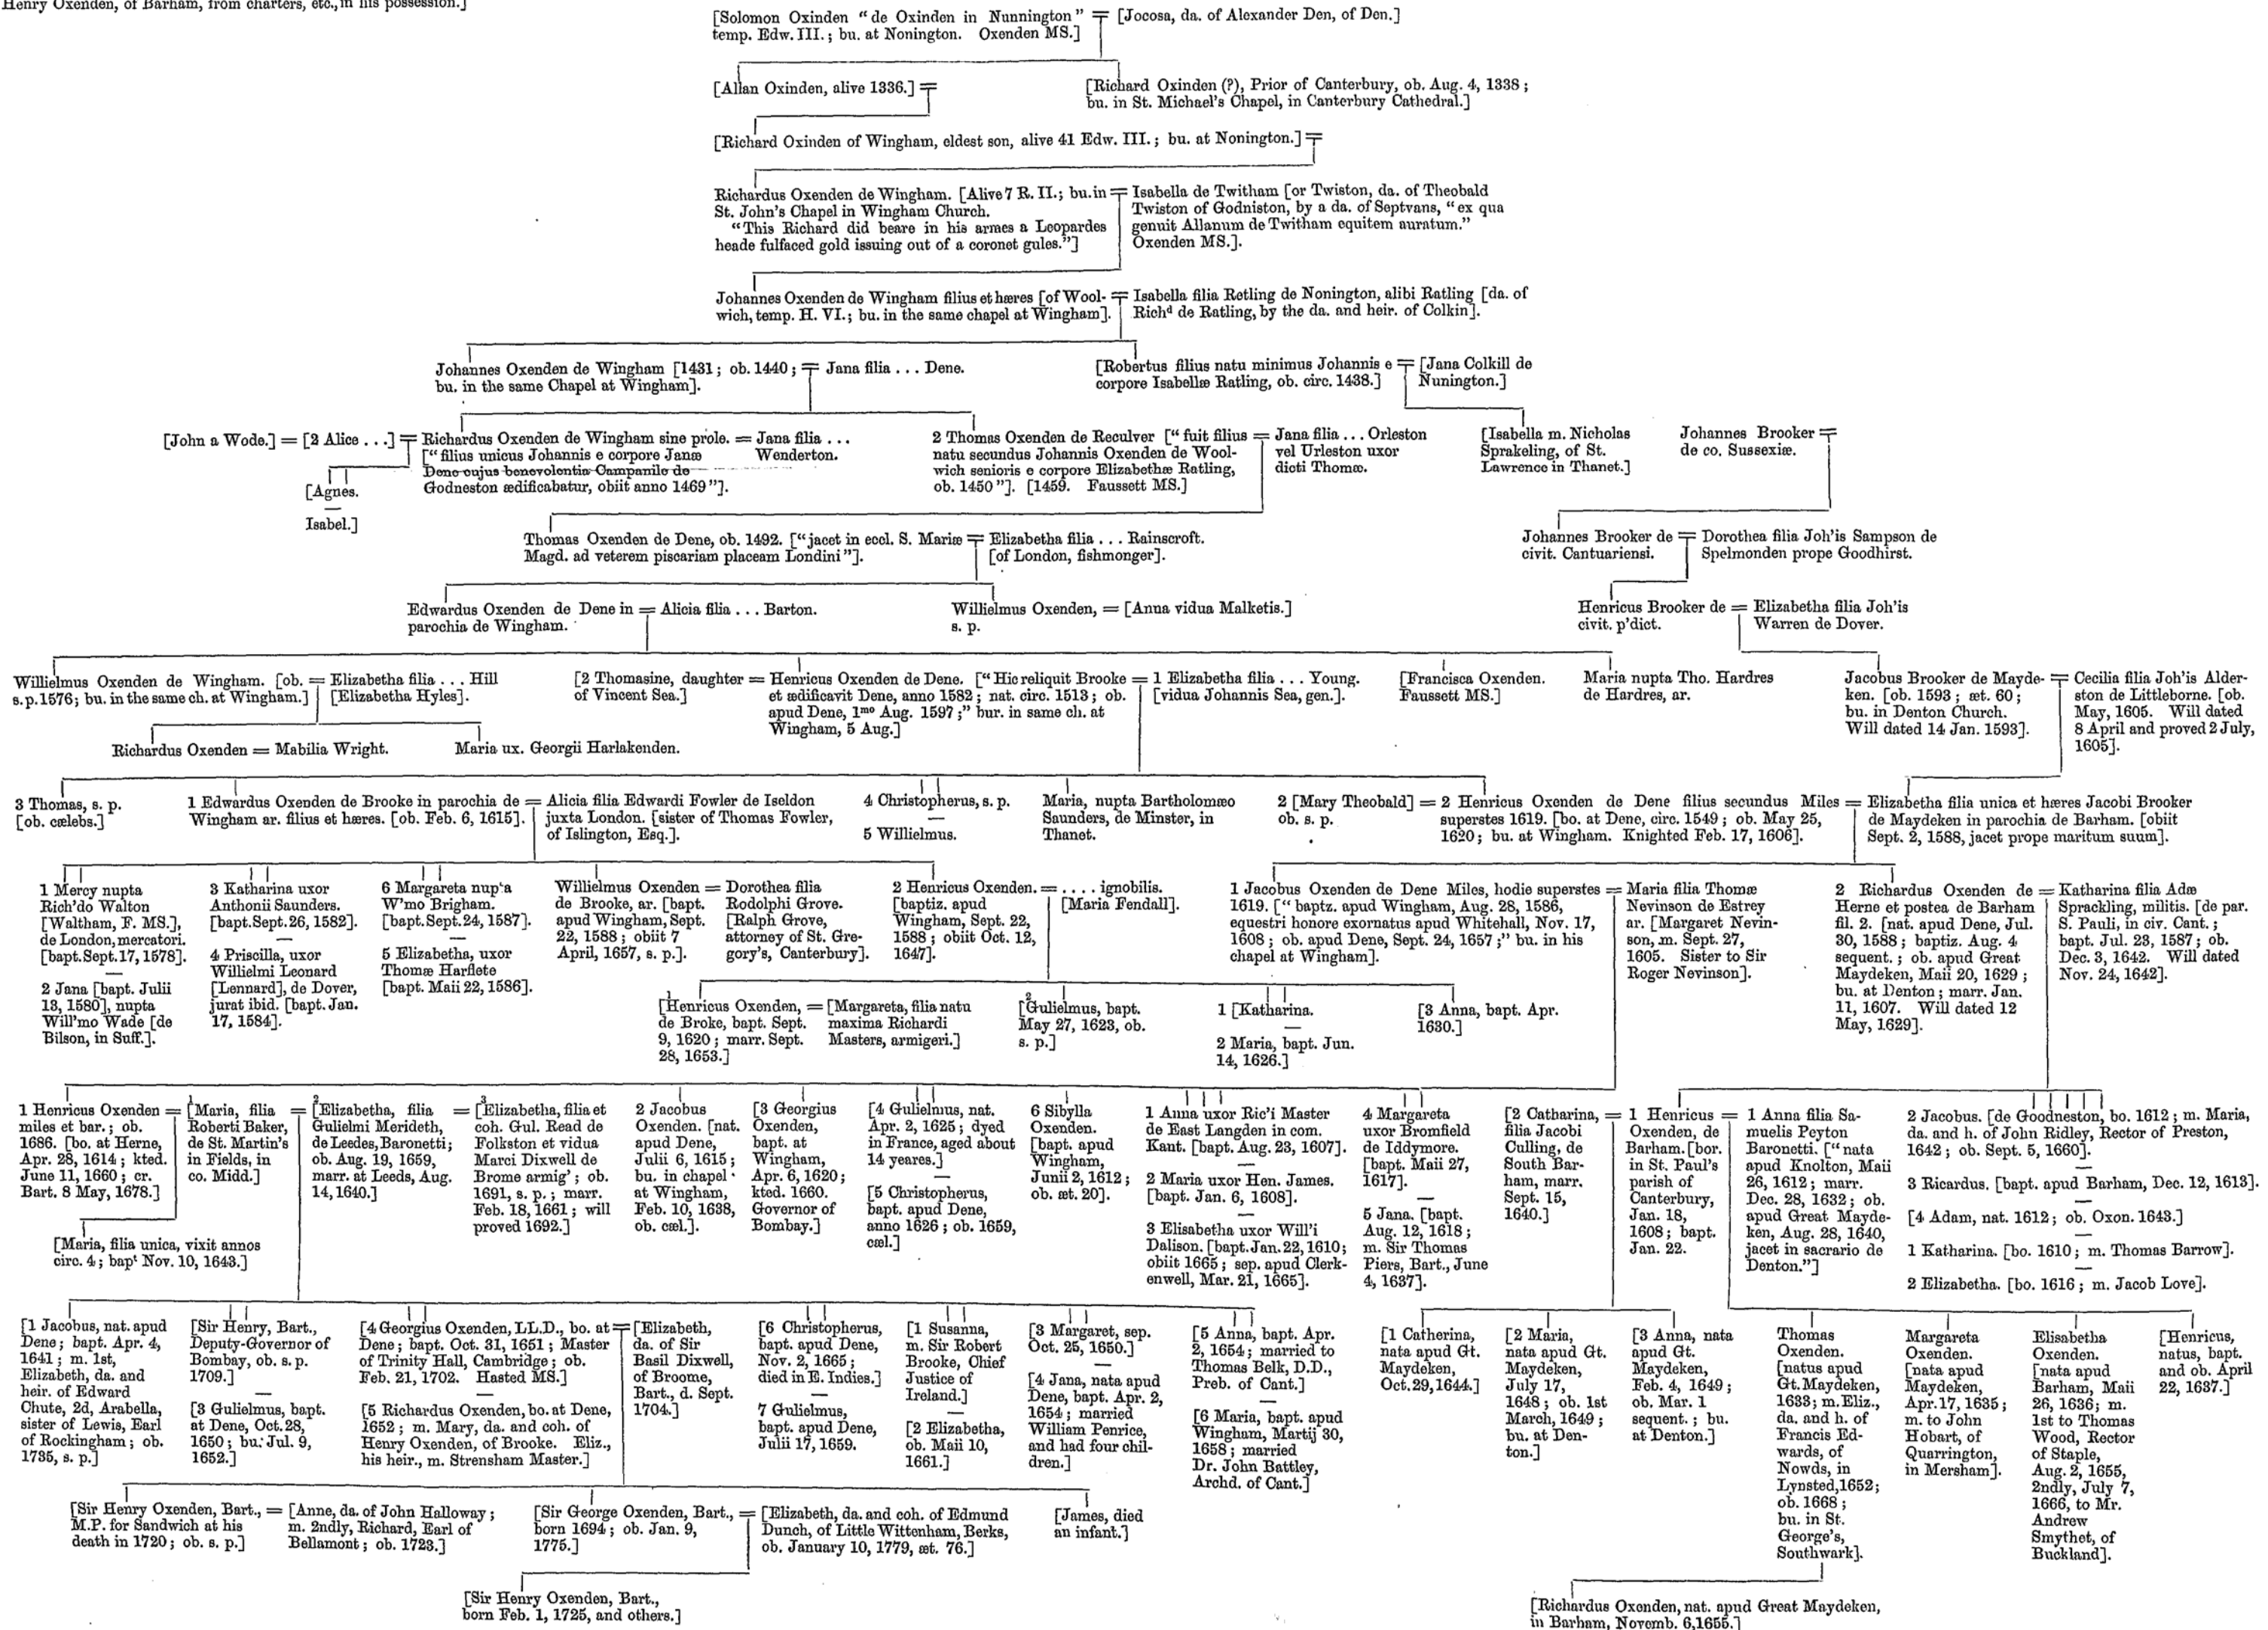 Henry Oxenden, of Barham, from charters, etc., in his possession.]
[Solomon Oxinden "de Oxinden in Nunnington"
temp. Edw. III.; bu. at Nonington. Oxenden MS.]
= [Jocosa, da. of Alexander Den, of Den.]
[Allan Oxinden, alive 1336.] =
[Richard Oxinden (?), Prior of Canterbury, ob. Aug. 4, 1338;
bu. in St. Michael's Chapel, in Canterbury Cathedral.]
[Richard Oxinden of Wingham, eldest son, alive 41 Edw. III.; bu. at Nonington.] =
Richardus Oxenden de Wingham. [Alive 7 R. II.; bu. in
St. John's Chapel in Wingham Church.
"This Richard did beare in his armes a Leopardes
heade fulfaced gold issuing out of a coronet gules."]
= Isabella de Twitham [or Twiston, da. of Theobald
Twiston of Godniston, by a da. of Septvans, "ex qua
genuit Allanum de Twitham equitem auratum."
Oxenden MS.].
Johannes Oxenden de Wingham filius et hæres [of Wool-
wich, temp. H. VI.; bu. in the same chapel at Wingham].
= Isabella filia Retling de Nonington, alibi Ratling [da. of
Richd de Ratling, by the da. and heir. of Colkin].
Johannes Oxenden de Wingham [1431; ob. 1440;
bu. in the same Chapel at Wingham].
= Jana filia . . . Dene.
[Robertus filius natu minimus Johannis e
corpore Isabellæ Ratling, ob. circ. 1438.]
= [Jana Colkill de
Nunington.]
[John a Wode.] = [2 Alice . . .] =
Richardus Oxenden de Wingham sine prole.
["filius unicus Johannis e corpore Janæ
Dene cujus benevolentia Campanile de
Godneston ædificabatur, obiit anno 1469"].
= Jana filia . . .
Wenderton.
2 Thomas Oxenden de Reculver ["fuit filius
natu secundus Johannis Oxenden de Wool-
wich senioris e corpore Elizabethæ Ratling,
ob. 1450"]. [1459. Faussett MS.]
= Jana filia . . . Orleston
vel Urleston uxor
dicti Thomæ.
[Isabella m. Nicholas
Sprakeling, of St.
Lawrence in Thanet.]
Johannes Brooker =
de co. Sussexiæ.
[Agnes.
—
Isabel.]
Thomas Oxenden de Dene, ob. 1492. ["jacet in eccl. S. Mariæ
Magd. ad veterem piscariam placeam Londini"].
= Elizabetha filia . . . Rainscroft.
[of London, fishmonger].
Johannes Brooker de
civit. Cantuariensi.
= Dorothea filia Joh'is Sampson de
Spelmonden prope Goodhirst.
Edwardus Oxenden de Dene in
parochia de Wingham.
= Alicia filia . . . Barton.
Willielmus Oxenden,
s. p.
= [Anna vidua Malketis.]
Henricus Brooker de
civit. p'dict.
= Elizabetha filia Joh'is
Warren de Dover.
Willielmus Oxenden de Wingham. [ob.
s.p. 1576; bu. in the same ch. at Wingham.]
= Elizabetha filia . . . Hill
[Elizabetha Hyles].
[2 Thomasine, daughter
of Vincent Sea.]
= Henricus Oxenden de Dene. ["Hic reliquit Brooke
et ædificavit Dene, anno 1582; nat. circ. 1513; ob.
apud Dene, 1mo Aug. 1597;" bur. in same ch. at
Wingham, 5 Aug.]
= 1 Elizabetha filia . . . Young.
[vidua Johannis Sea, gen.].
[Francisca Oxenden.
Faussett MS.]
Maria nupta Tho. Hardres
de Hardres, ar.
Jacobus Brooker de Mayde-
ken. [ob. 1593; æt. 60;
bu. in Denton Church.
Will dated 14 Jan. 1593].
= Cecilia filia Joh'is Alder-
ston de Littleborne. [ob.
May, 1605. Will dated
8 April and proved 2 July,
1605].
Richardus Oxenden = Mabilia Wright.
Maria ux. Georgii Harlakenden.
3 Thomas, s. p.
[ob. cælebs.]
1 Edwardus Oxenden de Brooke in parochia de
Wingham ar. filius et hæres. [ob. Feb. 6, 1615].
= Alicia filia Edwardi Fowler de Iseldon
juxta London. [sister of Thomas Fowler,
of Islington, Esq.].
4 Christopherus, s. p.
—
5 Willielmus.
Maria, nupta Bartholomæo
Saunders, de Minster, in
Thanet.
2 [Mary Theobald]
ob. s. p.
= 2 Henricus Oxenden de Dene filius secundus Miles
superstes 1619. [bo. at Dene, circ. 1549; ob. May 25,
1620; bu. at Wingham. Knighted Feb. 17, 1606].
= Elizabetha filia unica et hæres Jacobi Brooker
de Maydeken in parochia de Barham. [obiit
Sept. 2, 1588, jacet prope maritum suum].
1 Mercy nupta
Rich'do Walton
[Waltham, F. MS.],
de London, mercatori.
[bapt. Sept. 17, 1578].
—
2 Jana [bapt. Julii
13, 1580], nupta
Will'mo Wade [de
Bilson, in Suff.].
3 Katharina uxor
Anthonii Saunders.
[bapt. Sept. 26, 1582].
—
4 Priscilla, uxor
Willielmi Leonard
[Lennard], de Dover,
jurat ibid. [bapt. Jan.
17, 1584].
6 Margareta nup'a
W'mo Brigham.
[bapt. Sept. 24, 1587].
—
5 Elizabetha, uxor
Thomæ Harflete
[bapt. Maii 22, 1586].
Willielmus Oxenden
de Brooke, ar. [bapt.
apud Wingham, Sept.
22, 1588; obiit 7
April, 1657, s. p.].
= Dorothea filia
Rodolphi Grove.
[Ralph Grove,
attorney of St. Gre-
gory's, Canterbury].
2 Henricus Oxenden.
[baptiz. apud
Wingham, Sept. 22,
1588; obiit Oct. 12,
1647].
= . . . . ignobilis.
[Maria Fendall].
1 Jacobus Oxenden de Dene Miles, hodie superstes
1619. ["baptz. apud Wingham, Aug. 28, 1586,
equestri honore exornatus apud Whitehall, Nov. 17,
1608; ob. apud Dene, Sept. 24, 1657;" bu. in his
chapel at Wingham].
= Maria filia Thomæ
Nevinson de Estrey
ar. [Margaret Nevin-
son, m. Sept. 27,
1605. Sister to Sir
Roger Nevinson].
2 Richardus Oxenden de
Herne et postea de Barham
fil. 2. [nat. apud Dene, Jul.
30, 1588; baptiz. Aug. 4
sequent.; ob. apud Great
Maydeken, Maii 20, 1629;
bu. at Denton; marr. Jan.
11, 1607. Will dated 12
May, 1629].
= Katharina filia Adæ
Sprackling, militis. [de par.
S. Pauli, in civ. Cant.;
bapt. Jul. 23, 1587; ob.
Dec. 3, 1642. Will dated
Nov. 24, 1642].
1
[Henricus Oxenden,
de Broke, bapt. Sept.
9, 1620; marr. Sept.
28, 1653.]
= [Margareta, filia natu
maxima Richardi
Masters, armigeri.]
2
[Gulielmus, bapt.
May 27, 1623, ob.
s. p.]
1 [Katharina.
—
2 Maria, bapt. Jun.
14, 1626.]
[3 Anna, bapt. Apr.
1630.]
1 Henricus Oxenden
miles et bar.; ob.
1686. [bo. at Herne,
Apr. 28, 1614; kted.
June 11, 1660; cr.
Bart. 8 May, 1678.]
= 1
[Maria, filia
Roberti Baker,
de St. Martin's
in Fields, in
co. Midd.]
= 2
[Elizabetha, filia
Gulielmi Merideth,
de Leedes, Baronetti;
ob. Aug. 19, 1659,
marr. at Leeds, Aug.
14, 1640.]
= 3
[Elizabetha, filia et
coh. Gul. Read de
Folkston et vidua
Marci Dixwell de
Brome armig'; ob.
1691, s. p.; marr.
Feb. 18, 1661; will
proved 1692.]
2 Jacobus
Oxenden. [nat.
apud Dene,
Julii 6, 1615;
bu. in chapel
at Wingham,
Feb. 10, 1638,
ob. cæl.].
[3 Georgius
Oxenden,
bapt. at
Wingham,
Apr. 6, 1620;
kted. 1660.
Governor of
Bombay.]
[4 Gulielmus, nat.
Apr. 2, 1625; dyed
in France, aged about
14 yeares.]
—
[5 Christopherus,
bapt. apud Dene,
anno 1626; ob. 1659,
cæl.]
6 Sibylla
Oxenden.
[bapt. apud
Wingham,
Junii 2, 1612;
ob. æt. 20].
1 Anna uxor Ric'i Master
de East Langden in com.
Kant. [bapt. Aug. 23, 1607].
—
2 Maria uxor Hen. James.
[bapt. Jan. 6, 1608].
—
3 Elisabetha uxor Will'i
Dalison. [bapt. Jan. 22, 1610;
obiit 1665; sep. apud Clerk-
enwell, Mar. 21, 1665].
4 Margareta
uxor Bromfield
de Iddymore.
[bapt. Maii 27,
1617].
—
5 Jana. [bapt.
Aug. 12, 1618;
m. Sir Thomas
Piers, Bart., June
4, 1637].
[2 Catharina,
filia Jacobi
Culling, de
South Bar-
ham, marr.
Sept. 15,
1640.]
= 1 Henricus
Oxenden, de
Barham. [bor.
in St. Paul's
parish of
Canterbury,
Jan. 18,
1608; bapt.
Jan. 22.
= 1 Anna filia Sa-
muelis Peyton
Baronetti. ["nata
apud Knolton, Maii
26, 1612; marr.
Dec. 28, 1632; ob.
apud Great Mayde-
ken, Aug. 28, 1640,
jacet in sacrario de
Denton."]
2 Jacobus. [de Goodneston, bo. 1612; m. Maria,
da. and h. of John Ridley, Rector of Preston,
1642; ob. Sept. 5, 1660].
—
3 Ricardus. [bapt. apud Barham, Dec. 12, 1613].
—
[4 Adam, nat. 1612; ob. Oxon. 1643.]
—
1 Katharina. [bo. 1610; m. Thomas Barrow].
—
2 Elizabetha. [bo. 1616; m. Jacob Love].
[Maria, filia unica, vixit annos
circ. 4; bapt Nov. 10, 1643.]
[1 Jacobus, nat. apud
Dene; bapt. Apr. 4,
1641; m. 1st,
Elizabeth, da. and
heir. of Edward
Chute, 2d, Arabella,
sister of Lewis, Earl
of Rockingham; ob.
1735, s. p.]
[Sir Henry, Bart.,
Deputy-Governor of
Bombay, ob. s. p.
1709.]
—
[3 Gulielmus, bapt.
at Dene, Oct. 28,
1650; bu. Jul. 9,
1652.]
[4 Georgius Oxenden, LL.D., bo. at
Dene; bapt. Oct. 31, 1651; Master
of Trinity Hall, Cambridge; ob.
Feb. 21, 1702. Hasted MS.]
—
[5 Richardus Oxenden, bo. at Dene,
1652; m. Mary, da. and coh. of
Henry Oxenden, of Brooke. Eliz.,
his heir., m. Strensham Master.]
= [Elizabeth,
da. of Sir
Basil Dixwell,
of Broome,
Bart., d. Sept.
1704.]
[6 Christopherus,
bapt. apud Dene,
Nov. 2, 1665;
died in E. Indies.]
—
7 Gulielmus,
bapt. apud Dene,
Julii 17, 1659.
[1 Susanna,
m. Sir Robert
Brooke, Chief
Justice of
Ireland.]
—
[2 Elizabetha,
ob. Maii 10,
1661.]
[3 Margaret, sep.
Oct. 25, 1650.]
—
[4 Jana, nata apud
Dene, bapt. Apr. 2,
1654; married
William Penrice,
and had four chil-
dren.]
[5 Anna, bapt. Apr.
2, 1654; married to
Thomas Belk, D.D.,
Preb. of Cant.]
—
[6 Maria, bapt. apud
Wingham, Martij 30,
1658; married
Dr. John Battley,
Archd. of Cant.]
[1 Catherina,
nata apud Gt.
Maydeken,
Oct. 29, 1644.]
[2 Maria,
nata apud Gt.
Maydeken,
July 17,
1648; ob. 1st
March, 1649;
bu. at Den-
ton.]
[3 Anna, nata
apud Gt.
Maydeken,
Feb. 4, 1649;
ob. Mar. 1
sequent.; bu.
at Denton.]
Thomas
Oxenden.
[natus apud
Gt. Maydeken,
1633; m. Eliz.,
da. and h. of
Francis Ed-
wards, of
Nowds, in
Lynsted, 1652;
ob. 1668;
bu. in St.
George's,
Southwark].
Margareta
Oxenden.
[nata apud
Maydeken,
Apr. 17, 1635;
m. to John
Hobart, of
Quarrington,
in Mersham].
Elisabetha
Oxenden.
[nata apud
Barham, Maii
26, 1636; m.
1st to Thomas
Wood, Rector
of Staple,
Aug. 2, 1655,
2ndly, July 7,
1666, to Mr.
Andrew
Smythet, of
Buckland].
[Henricus,
natus, bapt.
and ob. April
22, 1637.]
[Sir Henry Oxenden, Bart.,
M.P. for Sandwich at his
death in 1720; ob. s. p.]
= [Anne, da. of John Halloway;
m. 2ndly, Richard, Earl of
Bellamont; ob. 1723.]
[Sir George Oxenden, Bart.,
born 1694; ob. Jan. 9,
1775.]
= [Elizabeth, da. and coh. of Edmund
Dunch, of Little Wittenham, Berks,
ob. January 10, 1779, æt. 76.]
[James, died
an infant.]
[Sir Henry Oxenden, Bart.,
born Feb. 1, 1725, and others.]
[Richardus Oxenden, nat. apud Great Maydeken,
in Barham, Novemb. 6, 1655.]